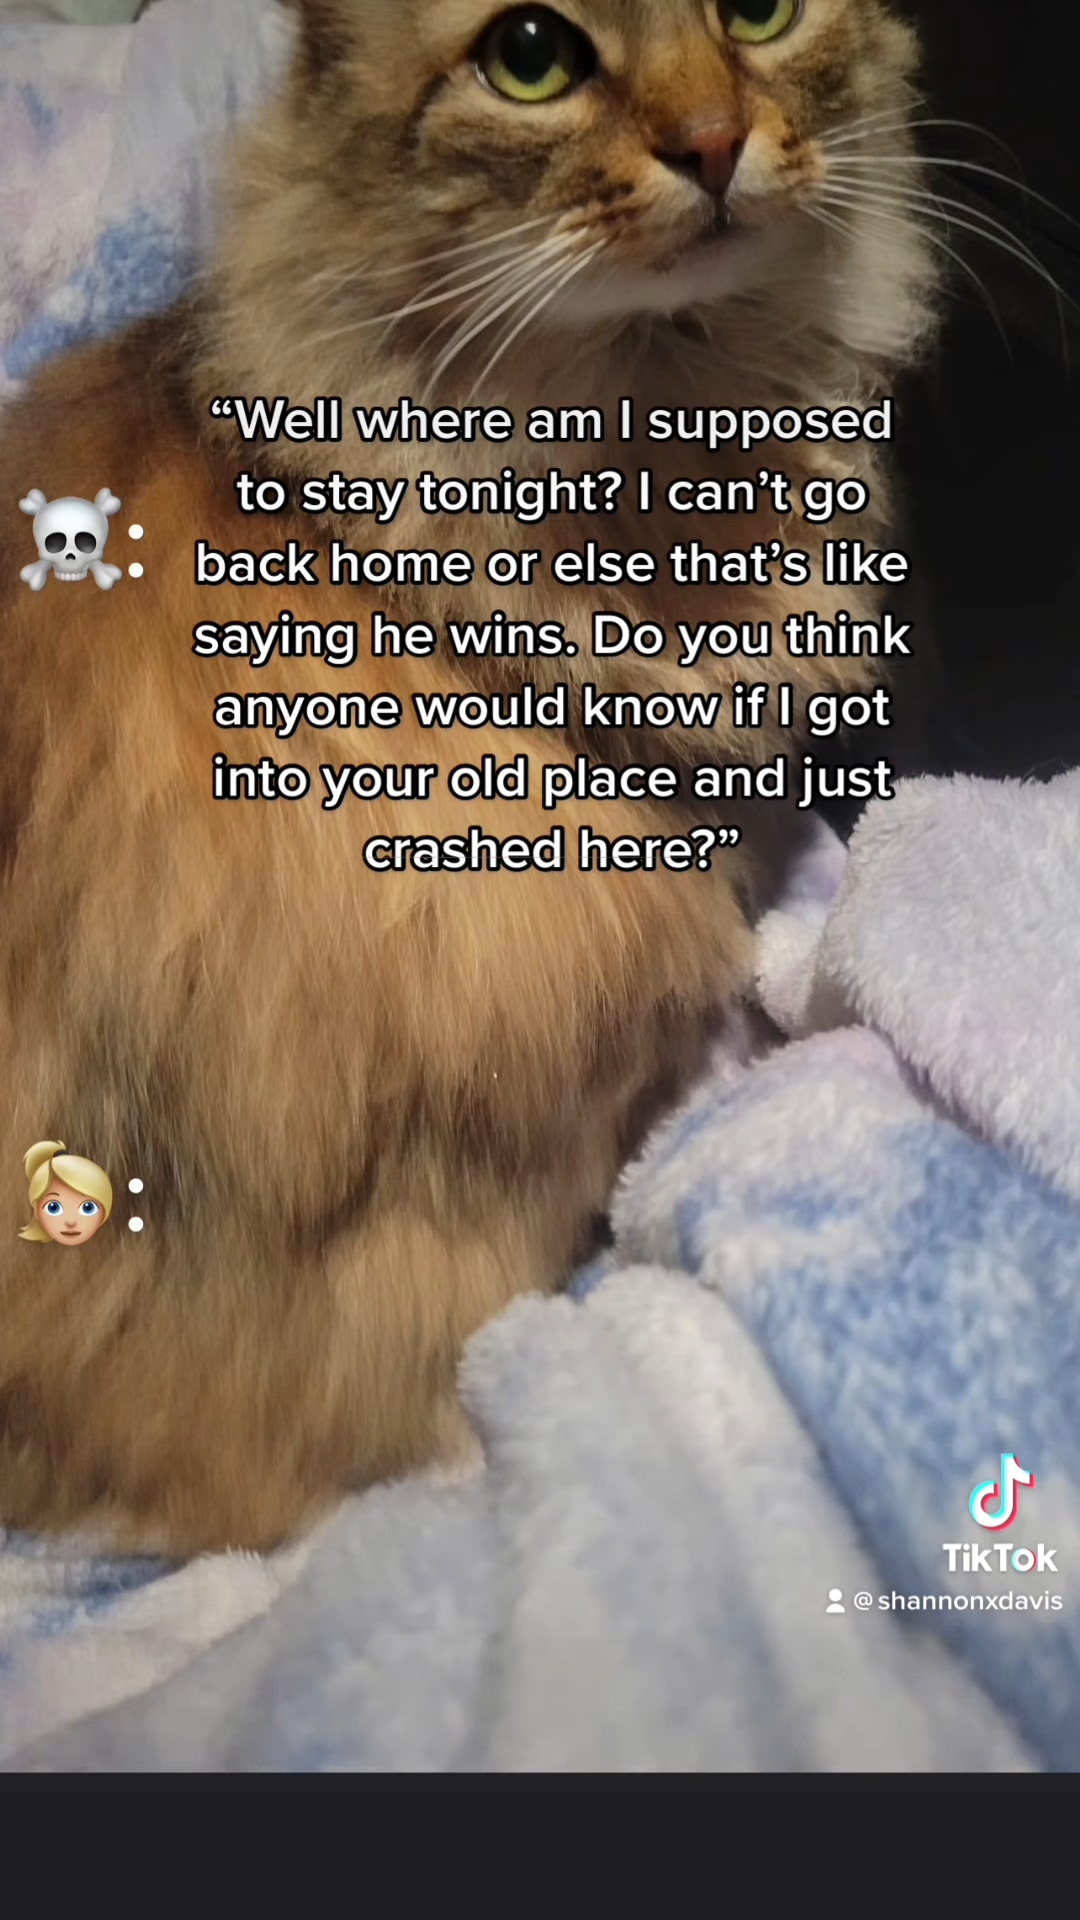 “Well where am I supposed
to stay tonight? I can’t go
back home or else that’s like
saying he wins. Do you think
anyone would know if I got
into your old place and just
crashed here?”
☠️:
👱🏼‍♀️:
TikTok
@shannonxdavis